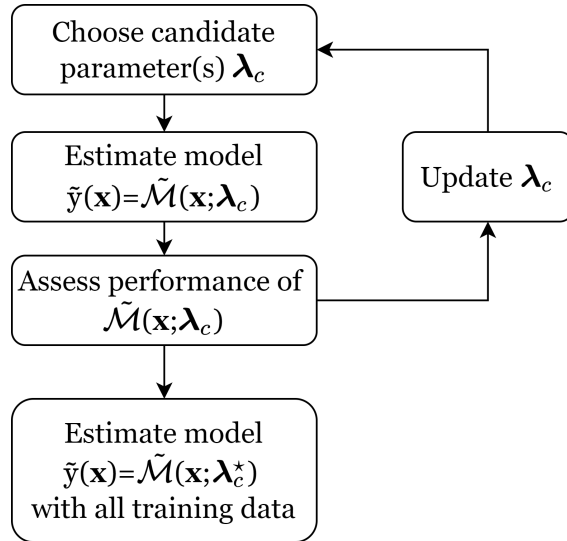 Choose candidate
parameter(s) 𝝀_c
Estimate model
ỹ(𝐱)=ℳ̃(𝐱;𝝀_c)
Update 𝝀_c
Assess performance of
ℳ̃(𝐱;𝝀_c)
Estimate model
ỹ(𝐱)=ℳ̃(𝐱;𝝀_c^⋆)
with all training data